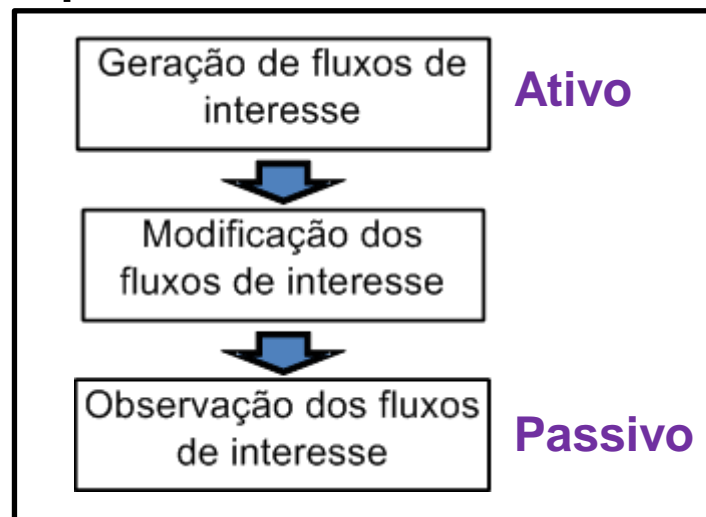 Geração de fluxos de
interesse
Ativo
Modificação dos
fluxos de interesse
Observação dos fluxos
de interesse
Passivo